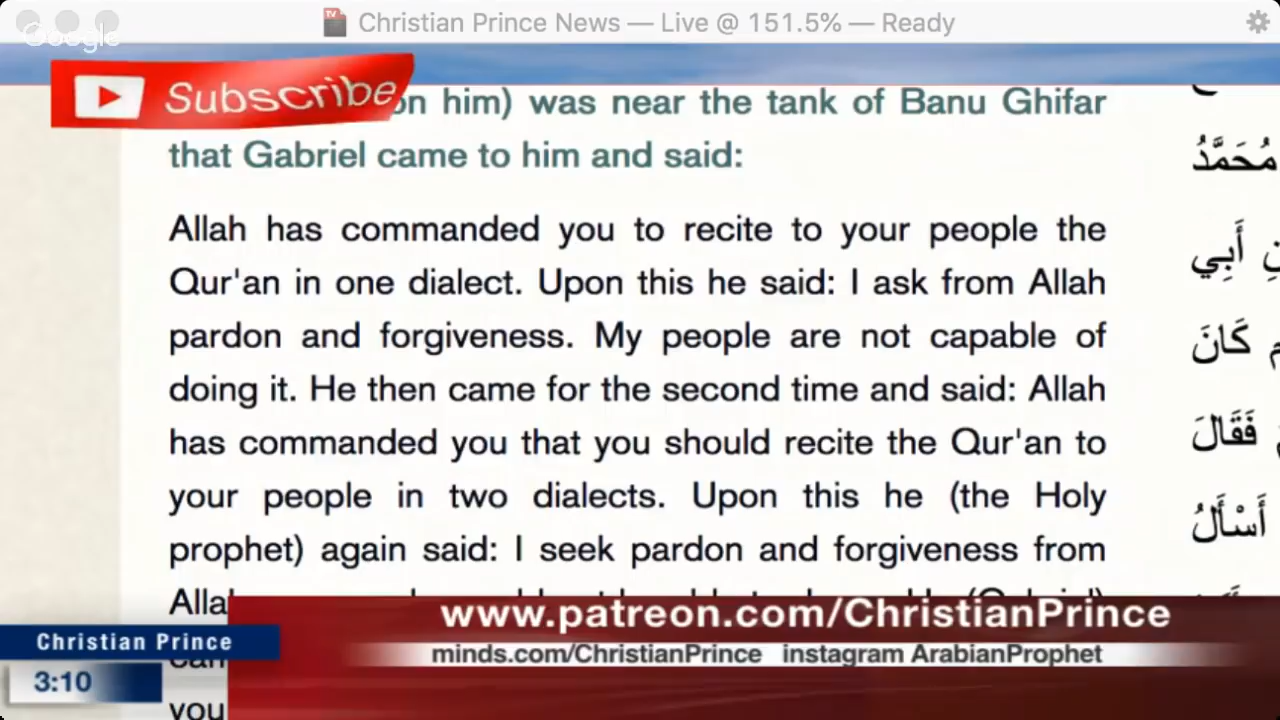 Christian Prince News — Live @ 151.5% — Ready
Google
Subscribe
on him) was near the tank of Banu Ghifar
that Gabriel came to him and said:
Allah has commanded you to recite to your people the
Qur'an in one dialect. Upon this he said: I ask from Allah
pardon and forgiveness. My people are not capable of
doing it. He then came for the second time and said: Allah
has commanded you that you should recite the Qur'an to
your people in two dialects. Upon this he (the Holy
prophet) again said: I seek pardon and forgiveness from
you
مُحَمَّدُ
أَبِي
كَانَ
فَقَالَ
أَسْأَلُ
www.patreon.com/ChristianPrince
minds.com/ChristianPrince instagram ArabianProphet
Christian Prince
3:10